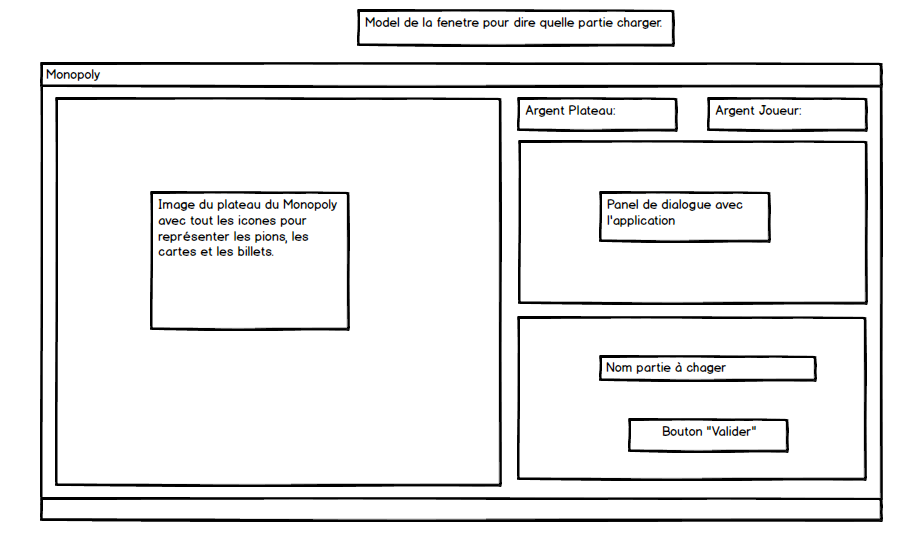 Model de la fenetre pour dire quelle partie charger.
Monopoly
Argent Plateau:
Argent Joueur:
Image du plateau du Monopoly
avec tout les icones pour
représenter les pions, les
cartes et les billets.
Panel de dialogue avec
l'application
Nom partie à chager
Bouton "Valider"